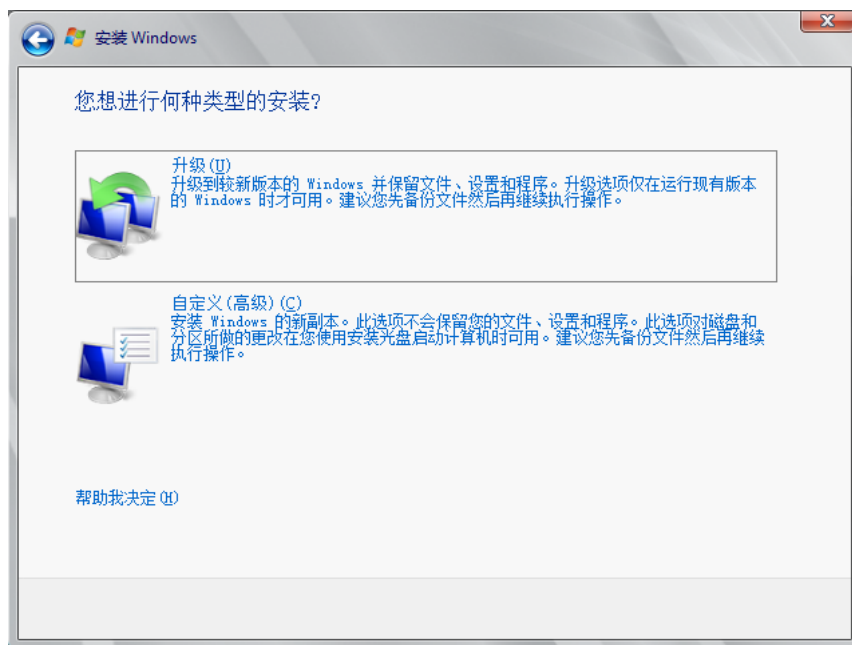 安装 Windows
您想进行何种类型的安装?
升级(U)
升级到较新版本的 Windows 并保留文件、设置和程序。升级选项仅在运行现有版本
的 Windows 时才可用。建议您先备份文件然后再继续执行操作。
自定义(高级)(C)
安装 Windows 的新副本。此选项不会保留您的文件、设置和程序。此选项对磁盘和
分区所做的更改在您使用安装光盘启动计算机时可用。建议您先备份文件然后再继续
执行操作。
帮助我决定(H)